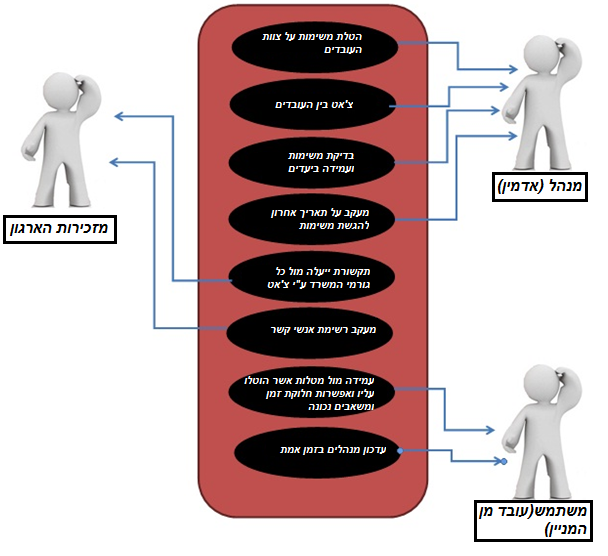 הטלת משימות על צוות
העובדים
צ'אט בין העובדים
בדיקת משימות
ועמידה ביעדים
מעקב על תאריך אחרון
להגשת משימות
תקשורת ייעלה מול כל
גורמי המשרד ע"י צ'אט
מעקב רשימת אנשי קשר
עמידה מול מטלות אשר הוטלו
עליו ואפשרות חלוקת זמן
ומשאבים נכונה
עדכון מנהלים בזמן אמת
מנהל (אדמין)
מזכירות הארגון
משתמש(עובד מן
המניין)